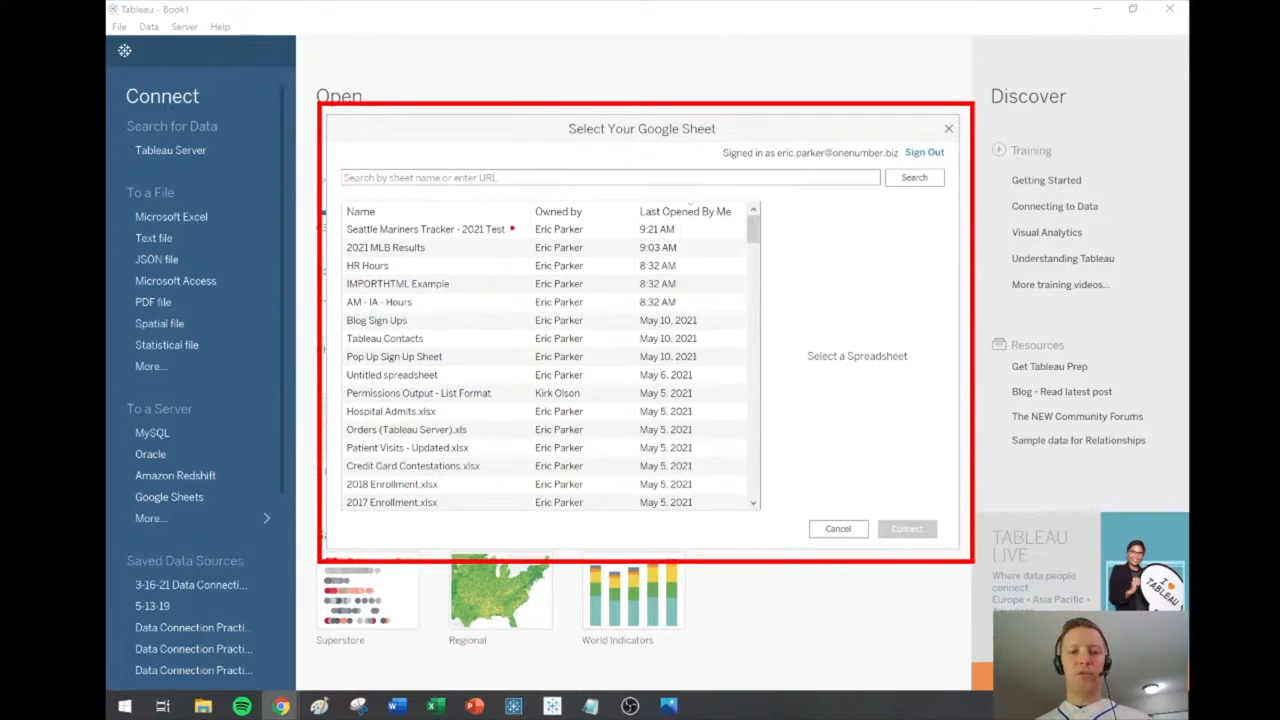 Tableau - Book1
File Data Server Help
Connect
Search for Data
Tableau Server
To a File
Microsoft Excel
Text file
JSON file
Microsoft Access
PDF file
Spatial file
Statistical file
More...
To a Server
MySQL
Oracle
Amazon Redshift
Google Sheets
More...
Saved Data Sources
3-16-21 Data Connecti...
5-13-19
Data Connection Practi...
Data Connection Practi...
Data Connection Practi...
Open
Select Your Google Sheet
Signed in as eric.parker@onenumber.biz Sign Out
Search by sheet name or enter URL Search
Name Owned by Last Opened By Me
Seattle Mariners Tracker - 2021 Test Eric Parker 9:21 AM
2021 MLB Results Eric Parker 9:03 AM
HR Hours Eric Parker 8:32 AM
IMPORTHTML Example Eric Parker 8:32 AM
AM - IA - Hours Eric Parker 8:32 AM
Blog Sign Ups Eric Parker May 10, 2021
Tableau Contacts Eric Parker May 10, 2021
Pop Up Sign Up Sheet Eric Parker May 10, 2021
Untitled spreadsheet Eric Parker May 6, 2021
Permissions Output - List Format Kirk Olson May 5, 2021
Hospital Admits.xlsx Eric Parker May 5, 2021
Orders (Tableau Server).xls Eric Parker May 5, 2021
Patient Visits - Updated.xlsx Eric Parker May 5, 2021
Credit Card Contestations.xlsx Eric Parker May 5, 2021
2018 Enrollment.xlsx Eric Parker May 5, 2021
2017 Enrollment.xlsx Eric Parker May 5, 2021
Select a Spreadsheet
Cancel Connect
Superstore Regional World Indicators
Discover
Training
Getting Started
Connecting to Data
Visual Analytics
Understanding Tableau
More training videos...
Resources
Get Tableau Prep
Blog - Read latest post
The NEW Community Forums
Sample data for Relationships
TABLEAU
LIVE
Where data people
connect
Europe • Asia Pacific •
I
TABLEAU